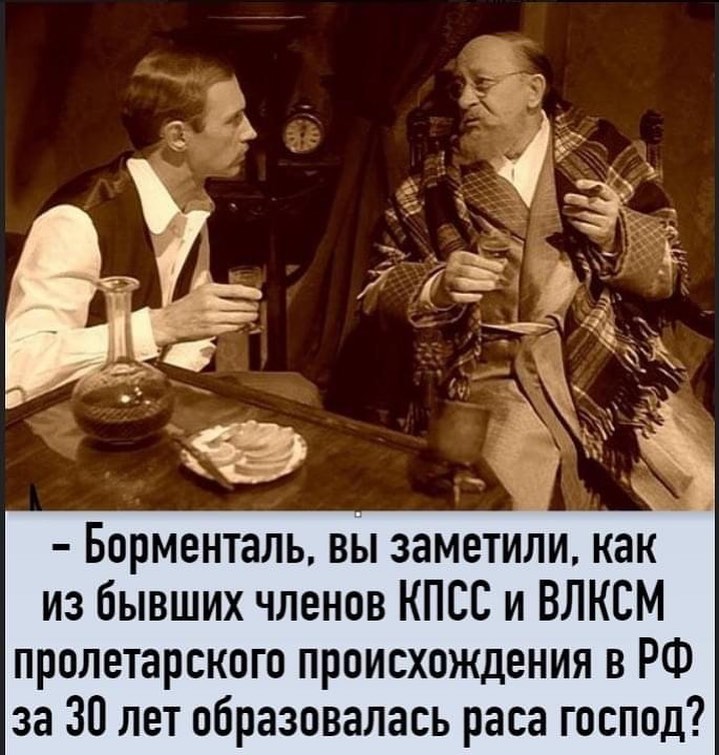 - Борменталь, вы заметили, как
из бывших членов КПСС и ВЛКСМ
пролетарского происхождения в РФ
за 30 лет образовалась раса господ?